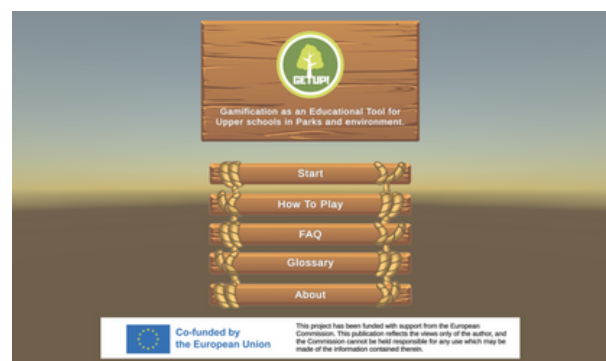 GETUP!
Gamification as an Educational Tool for
Upper schools in Parks and environment.
Start
How To Play
FAQ
Glossary
About
Co-funded by
the European Union
This project has been funded with support from the European
Commission. This publication reflects the views only of the author, and
the Commission cannot be held responsible for any use which may be
made of the information contained therein.